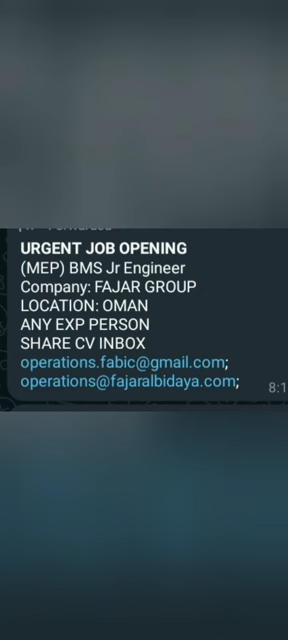 URGENT JOB OPENING
(MEP) BMS Jr Engineer
Company: FAJAR GROUP
LOCATION: OMAN
ANY EXP PERSON
SHARE CV INBOX
operations.fabic@gmail.com;
operations@fajaralbidaya.com;